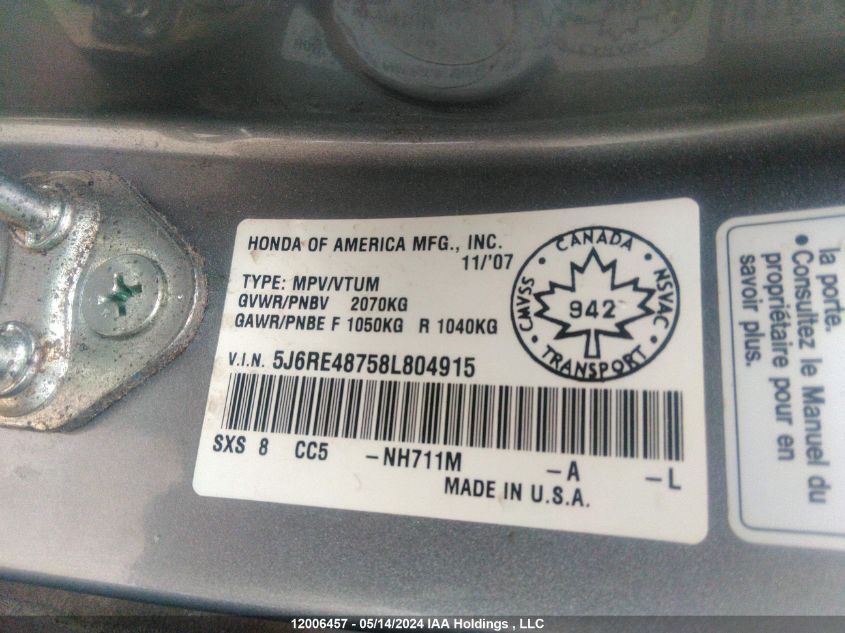 HONDA OF AMERICA MFG., INC.
11/'07
TYPE: MPV/VTUM
GVWR/PNBV 2070KG
GAWR/PNBE F 1050KG R 1040KG
V.I.N. 5J6RE48758L804915
SXS 8 CC5 -NH711M -A -L
MADE IN U.S.A.
CANADA
CMVSS 942 NSVAC
TRANSPORT
la porte.
• Consultez le Manuel du
propriétaire pour en
savoir plus.
12006457 - 05/14/2024 IAA Holdings , LLC